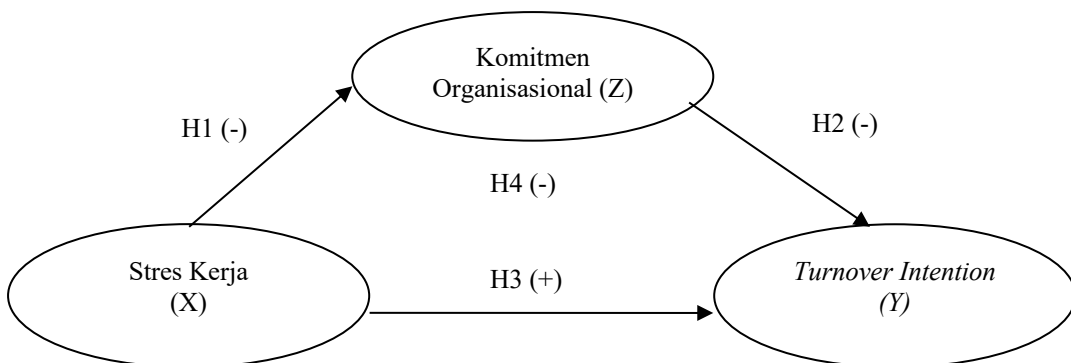 Komitmen
Organisasional (Z)
H1 (-)
H2 (-)
H4 (-)
Stres Kerja
(X)
H3 (+)
Turnover Intention
(Y)